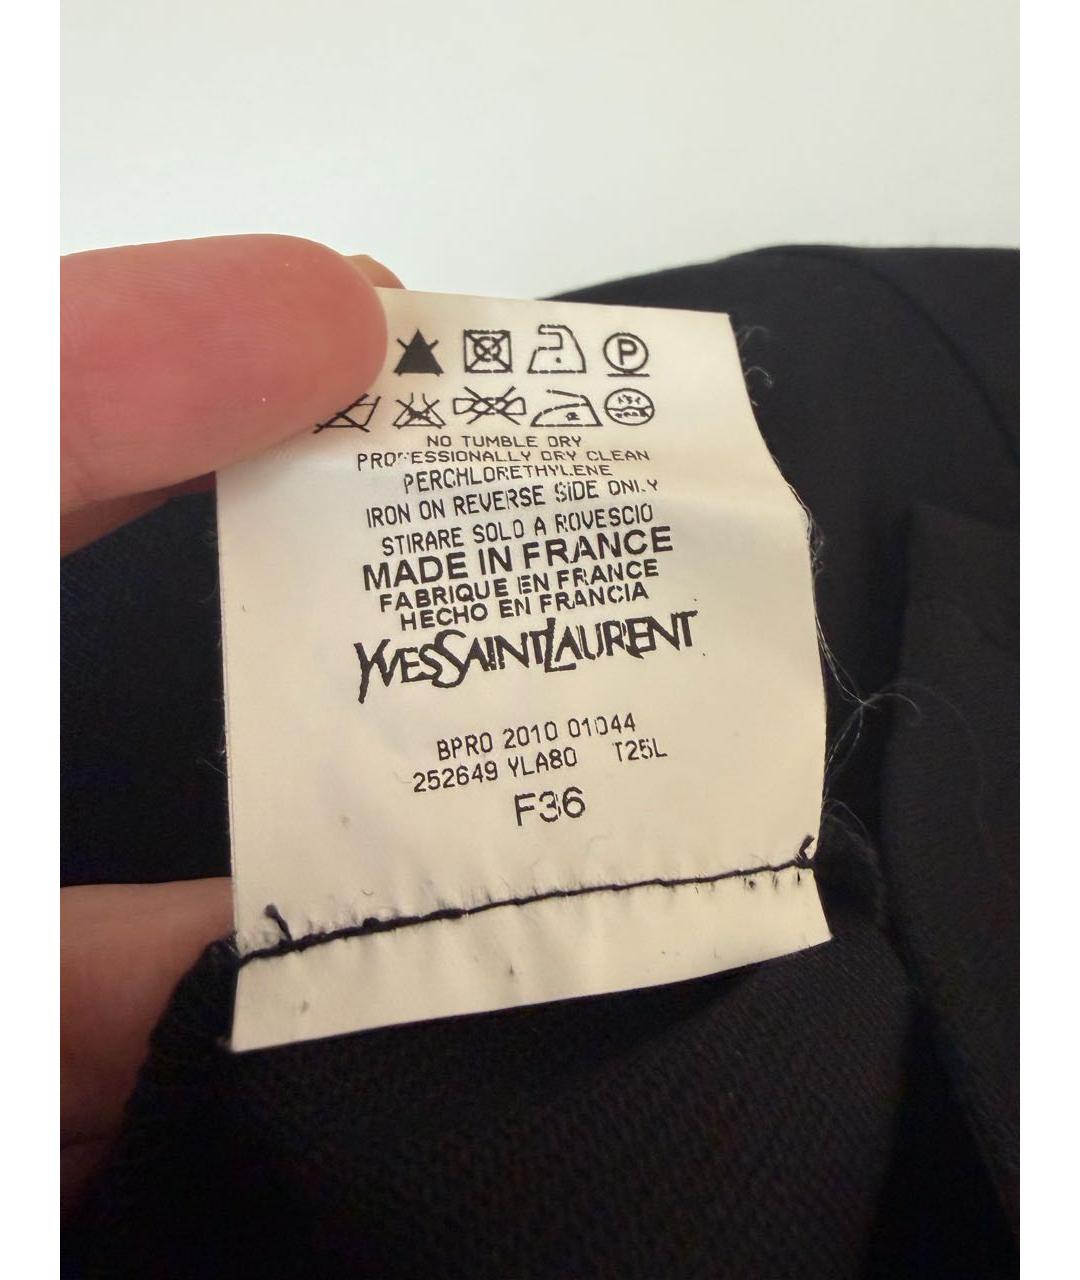 P
NO TUMBLE DRY
PROFESSIONALLY DRY CLEAN
PERCHLORETHYLENE
IRON ON REVERSE SIDE ONLY
STIRARE SOLO A ROVESCIO
MADE IN FRANCE
FABRIQUE EN FRANCE
HECHO EN FRANCIA
YVESSAINTLAURENT
BPRO 2010 01044
252649 YLA80 T25L
F36